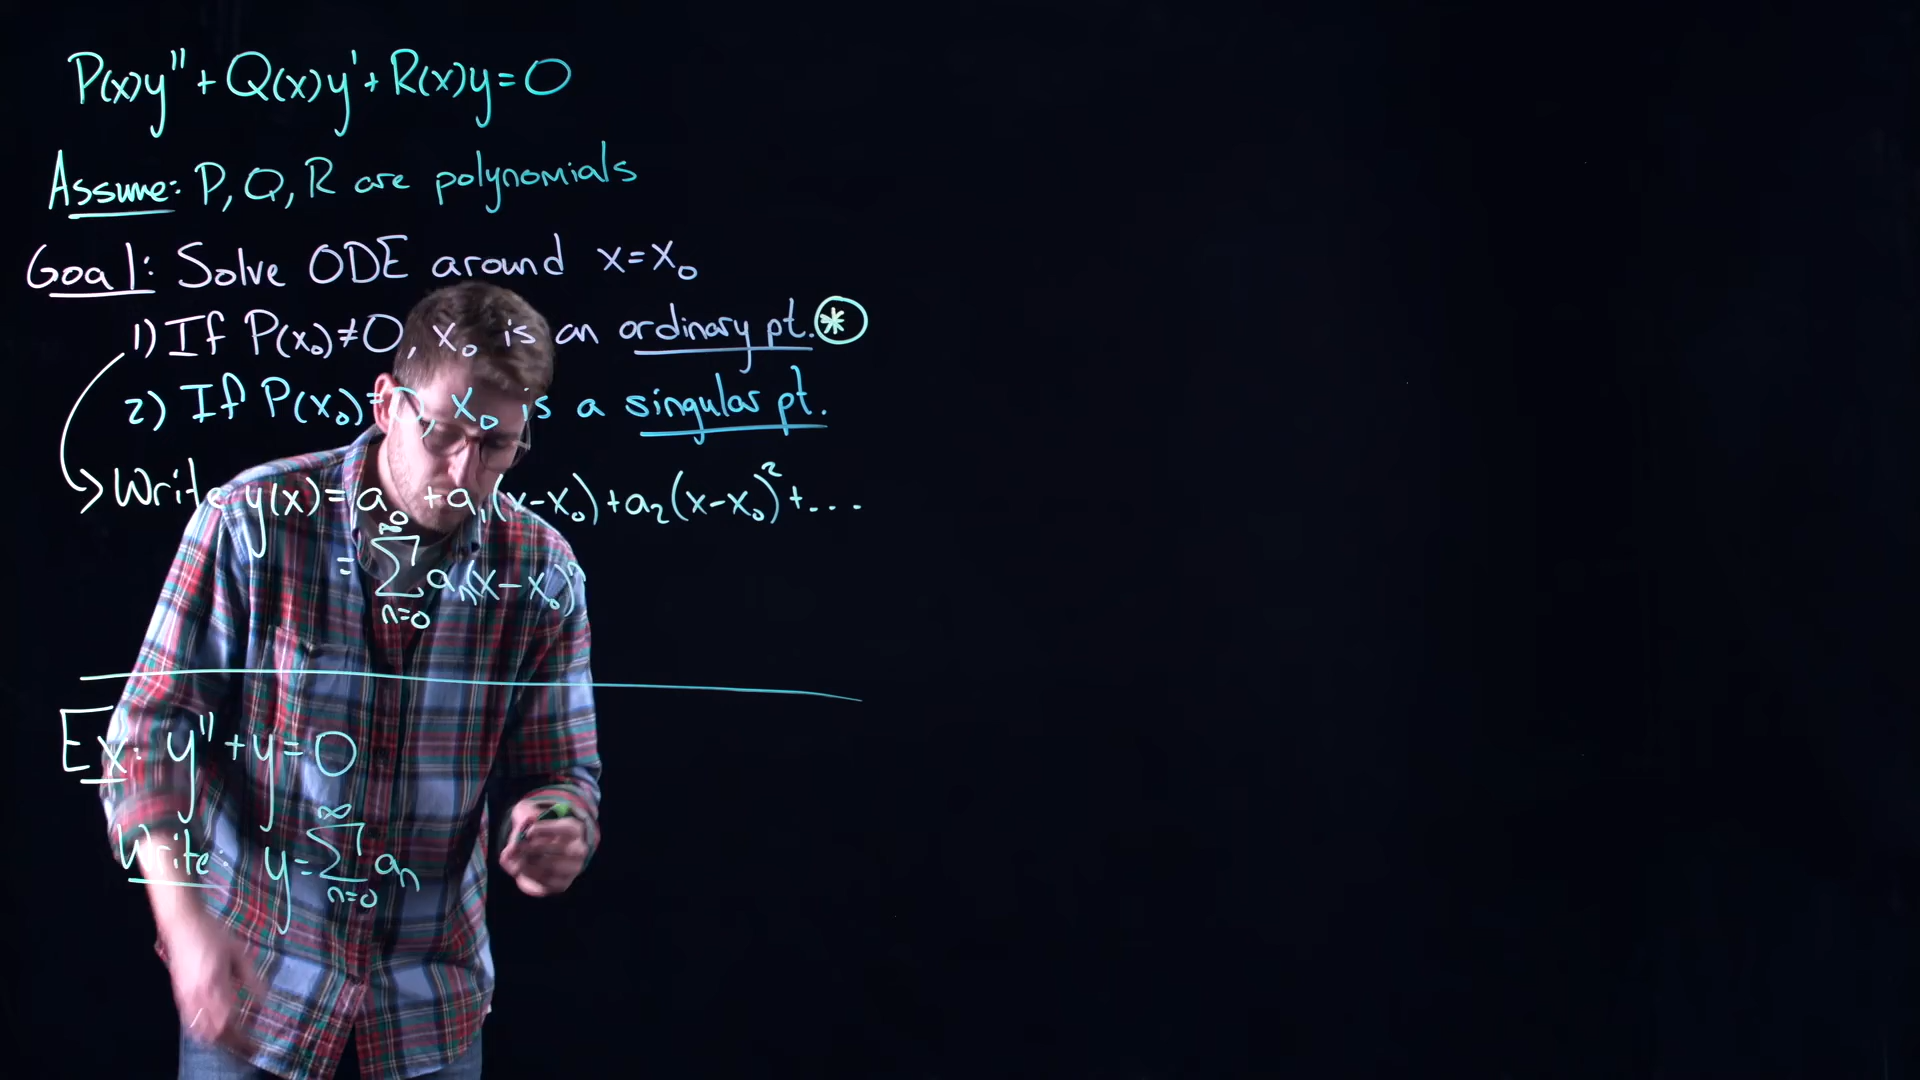 P(x)y'' + Q(x)y' + R(x)y = 0
Assume: P, Q, R are polynomials
Goal: Solve ODE around x = x₀
1) If P(x₀) ≠ 0, x₀ is an ordinary pt. ⊛
2) If P(x₀) = 0, x₀ is a singular pt.
Write y(x) = a₀ + a₁(x-x₀) + a₂(x-x₀)² + ...
= ∑_{n=0}^{∞} aₙ(x-x₀)ⁿ
Ex: y'' + y = 0
Write: y = ∑_{n=0}^{∞} aₙ